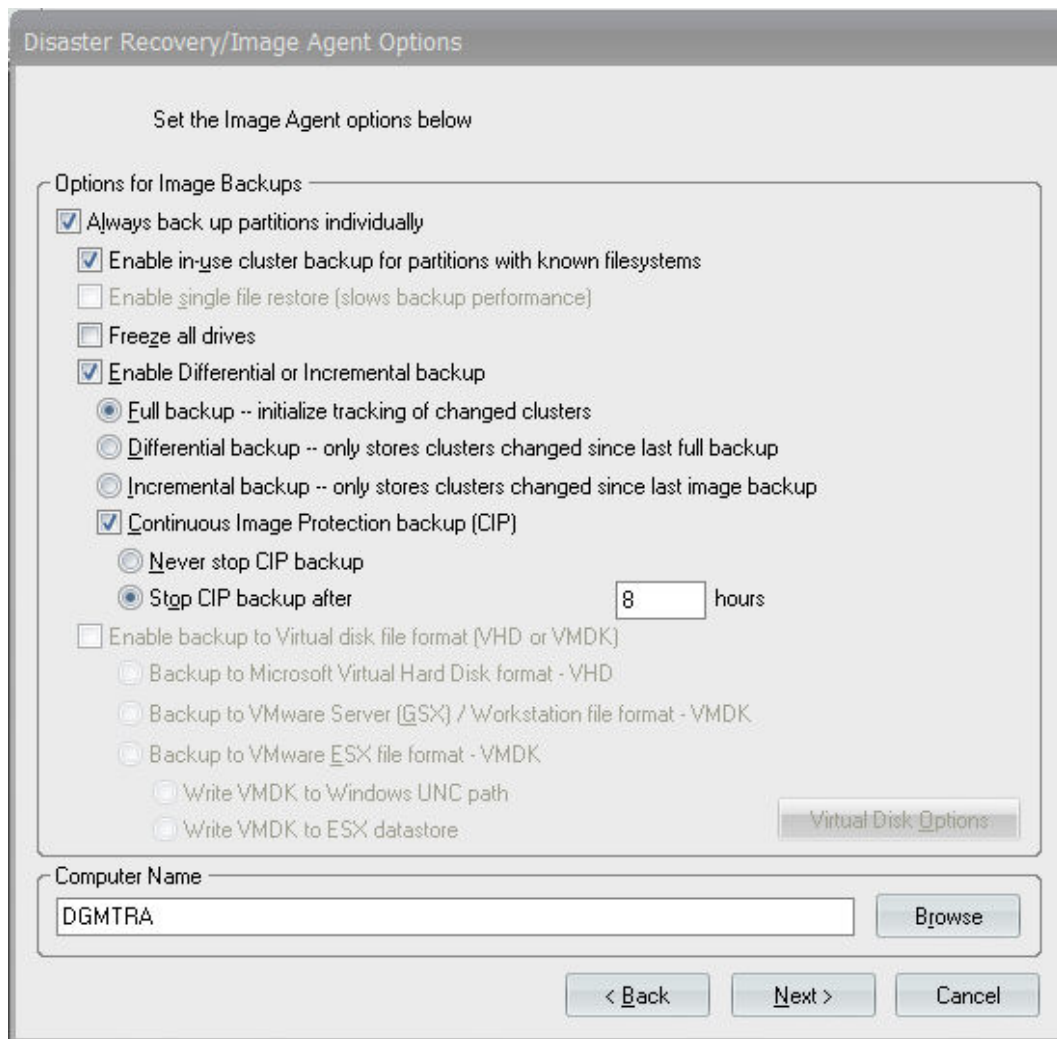 Disaster Recovery/Image Agent Options
Set the Image Agent options below
Options for Image Backups
Always back up partitions individually
Enable in-use cluster backup for partitions with known filesystems
Enable single file restore (slows backup performance)
Freeze all drives
Enable Differential or Incremental backup
Full backup -- initialize tracking of changed clusters
Differential backup -- only stores clusters changed since last full backup
Incremental backup -- only stores clusters changed since last image backup
Continuous Image Protection backup (CIP)
Never stop CIP backup
Stop CIP backup after 8 hours
Enable backup to Virtual disk file format (VHD or VMDK)
Backup to Microsoft Virtual Hard Disk format - VHD
Backup to VMware Server (GSX) / Workstation file format - VMDK
Backup to VMware ESX file format - VMDK
Write VMDK to Windows UNC path
Write VMDK to ESX datastore
Virtual Disk Options
Computer Name
DGMTRA
Browse
< Back Next > Cancel